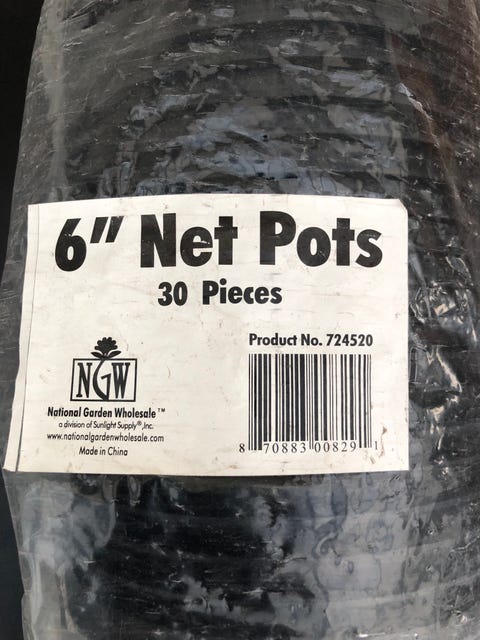 6" Net Pots
30 Pieces
Product No. 724520
NGW
National Garden Wholesale™
a division of Sunlight Supply®, Inc.
www.nationalgardenwholesale.com
Made in China
8 70883 00829 1